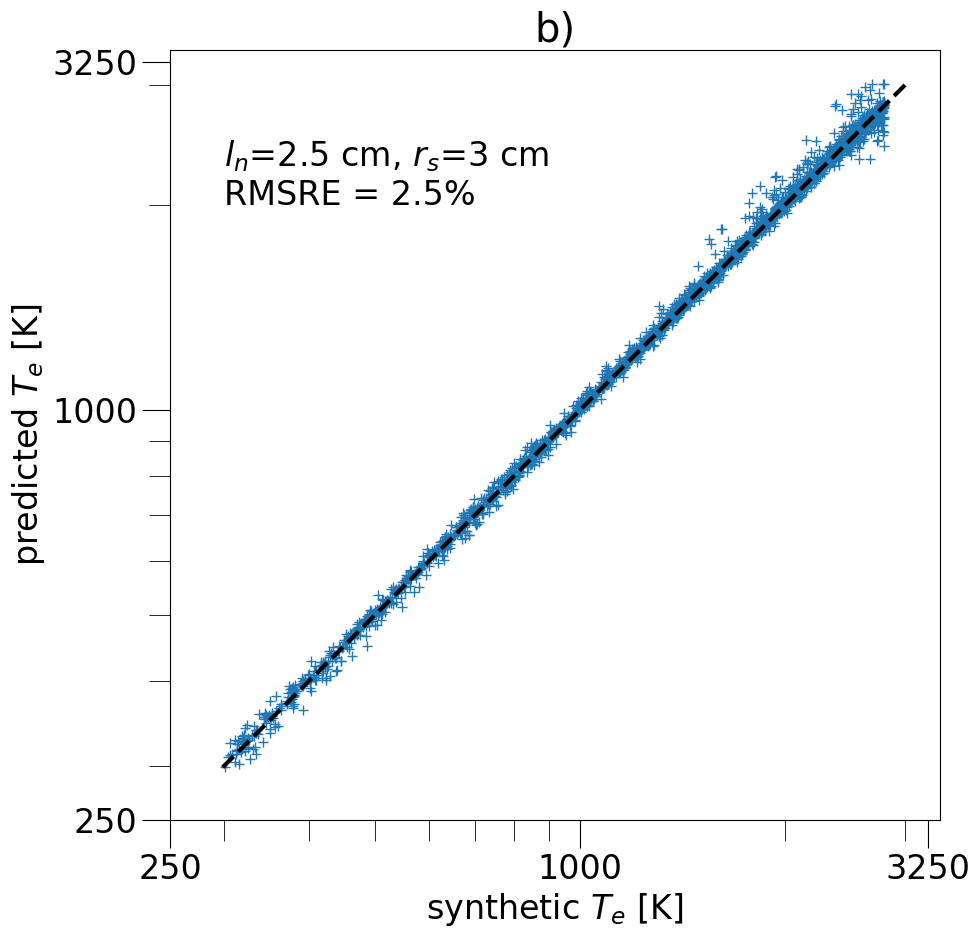 b)
3250
l_n=2.5 cm, r_s=3 cm
RMSRE = 2.5%
predicted T_e [K]
1000
250
250 1000 3250
synthetic T_e [K]